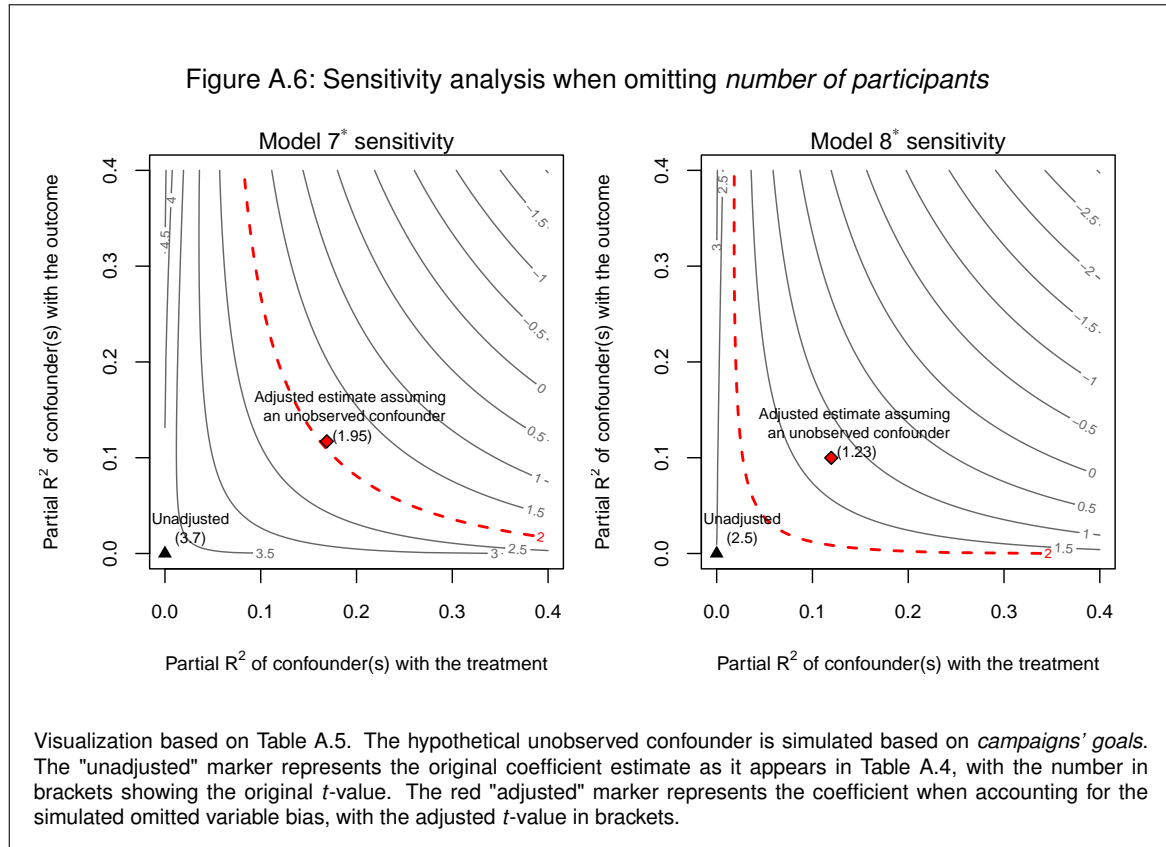 Figure A.6: Sensitivity analysis when omitting number of participants
Model 7* sensitivity
Partial R² of confounder(s) with the outcome
0.4
0.3
0.2
0.1
0.0
4.5
4
3.5
3
2.5
2
1.5
1
0.5
0
−0.5
−1
−1.5
Adjusted estimate assuming
an unobserved confounder
(1.95)
Unadjusted
(3.7)
0.0 0.1 0.2 0.3 0.4
Partial R² of confounder(s) with the treatment
Model 8* sensitivity
Partial R² of confounder(s) with the outcome
0.4
0.3
0.2
0.1
0.0
3
2.5
2
1.5
1
0.5
0
−0.5
−1
−1.5
−2
−2.5
Adjusted estimate assuming
an unobserved confounder
(1.23)
Unadjusted
(2.5)
0.0 0.1 0.2 0.3 0.4
Partial R² of confounder(s) with the treatment
Visualization based on Table A.5. The hypothetical unobserved confounder is simulated based on campaigns' goals.
The "unadjusted" marker represents the original coefficient estimate as it appears in Table A.4, with the number in
brackets showing the original t-value. The red "adjusted" marker represents the coefficient when accounting for the
simulated omitted variable bias, with the adjusted t-value in brackets.